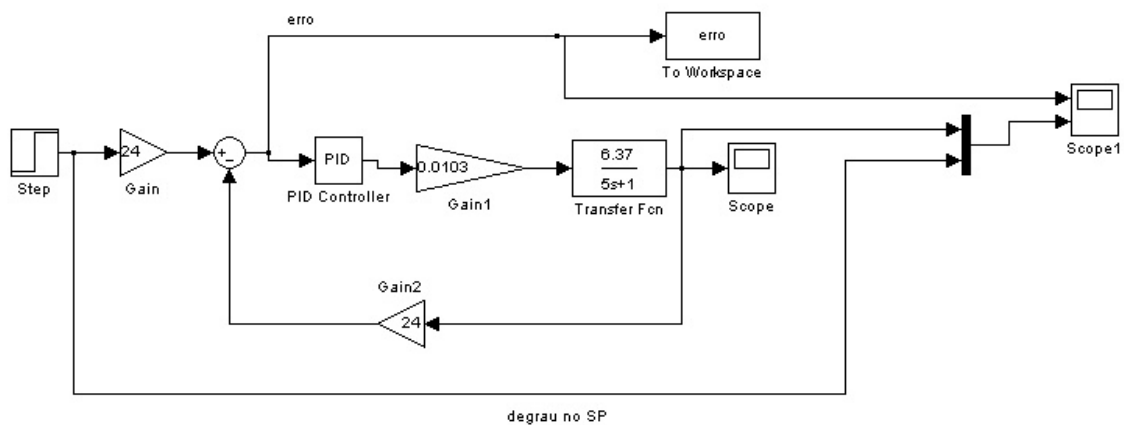 erro
erro
To Workspace
Scope1
Step
24
Gain
+
-
PID
PID Controller
0.0103
Gain1
6.37
5s+1
Transfer Fcn
Scope
Gain2
24
degrau no SP